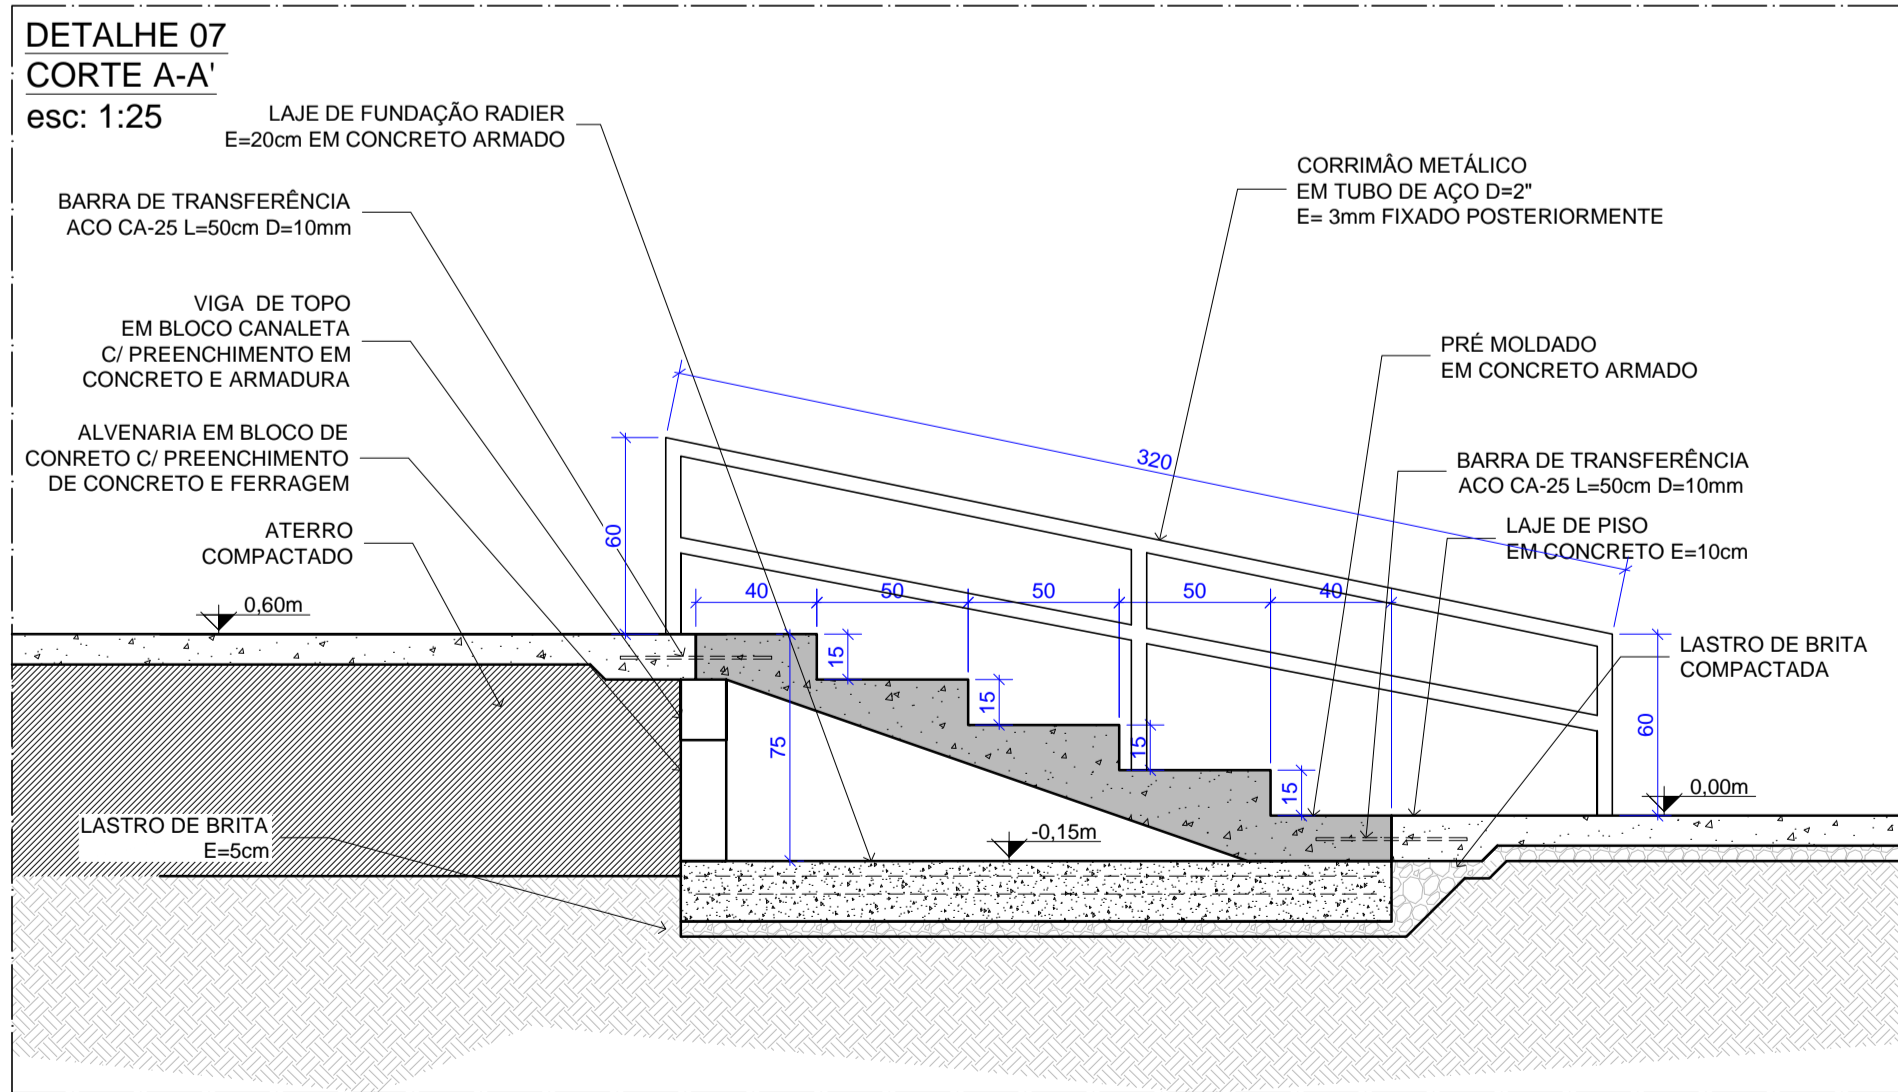 DETALHE 07
CORTE A-A'
esc: 1:25
LAJE DE FUNDAÇÃO RADIER
E=20cm EM CONCRETO ARMADO
BARRA DE TRANSFERÊNCIA
ACO CA-25 L=50cm D=10mm
VIGA DE TOPO
EM BLOCO CANALETA
C/ PREENCHIMENTO EM
CONCRETO E ARMADURA
ALVENARIA EM BLOCO DE
CONRETO C/ PREENCHIMENTO
DE CONCRETO E FERRAGEM
ATERRO
COMPACTADO
0,60m
LASTRO DE BRITA
E=5cm
CORRIMÂO METÁLICO
EM TUBO DE AÇO D=2"
E= 3mm FIXADO POSTERIORMENTE
PRÉ MOLDADO
EM CONCRETO ARMADO
BARRA DE TRANSFERÊNCIA
ACO CA-25 L=50cm D=10mm
LAJE DE PISO
EM CONCRETO E=10cm
LASTRO DE BRITA
COMPACTADA
0,00m
-0,15m
320
60
40
50
50
50
40
15
15
15
15
75
60